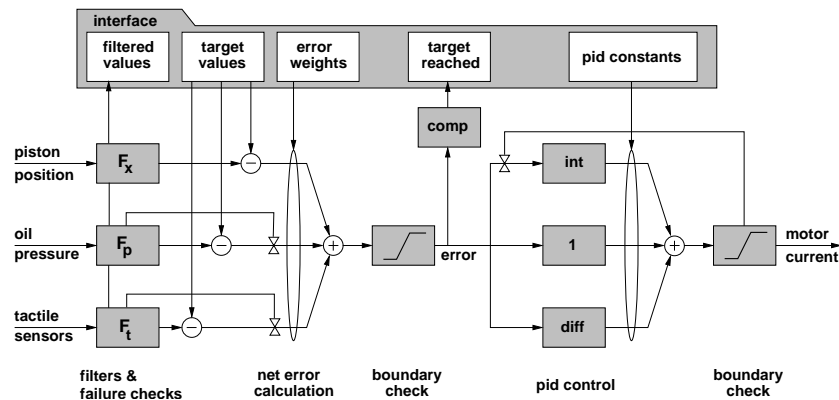 interface
filtered
values
target
values
error
weights
target
reached
pid constants
comp
piston
position
Fx
int
oil
pressure
Fp
error
1
motor
current
tactile
sensors
Ft
diff
filters &
failure checks
net error
calculation
boundary
check
pid control
boundary
check